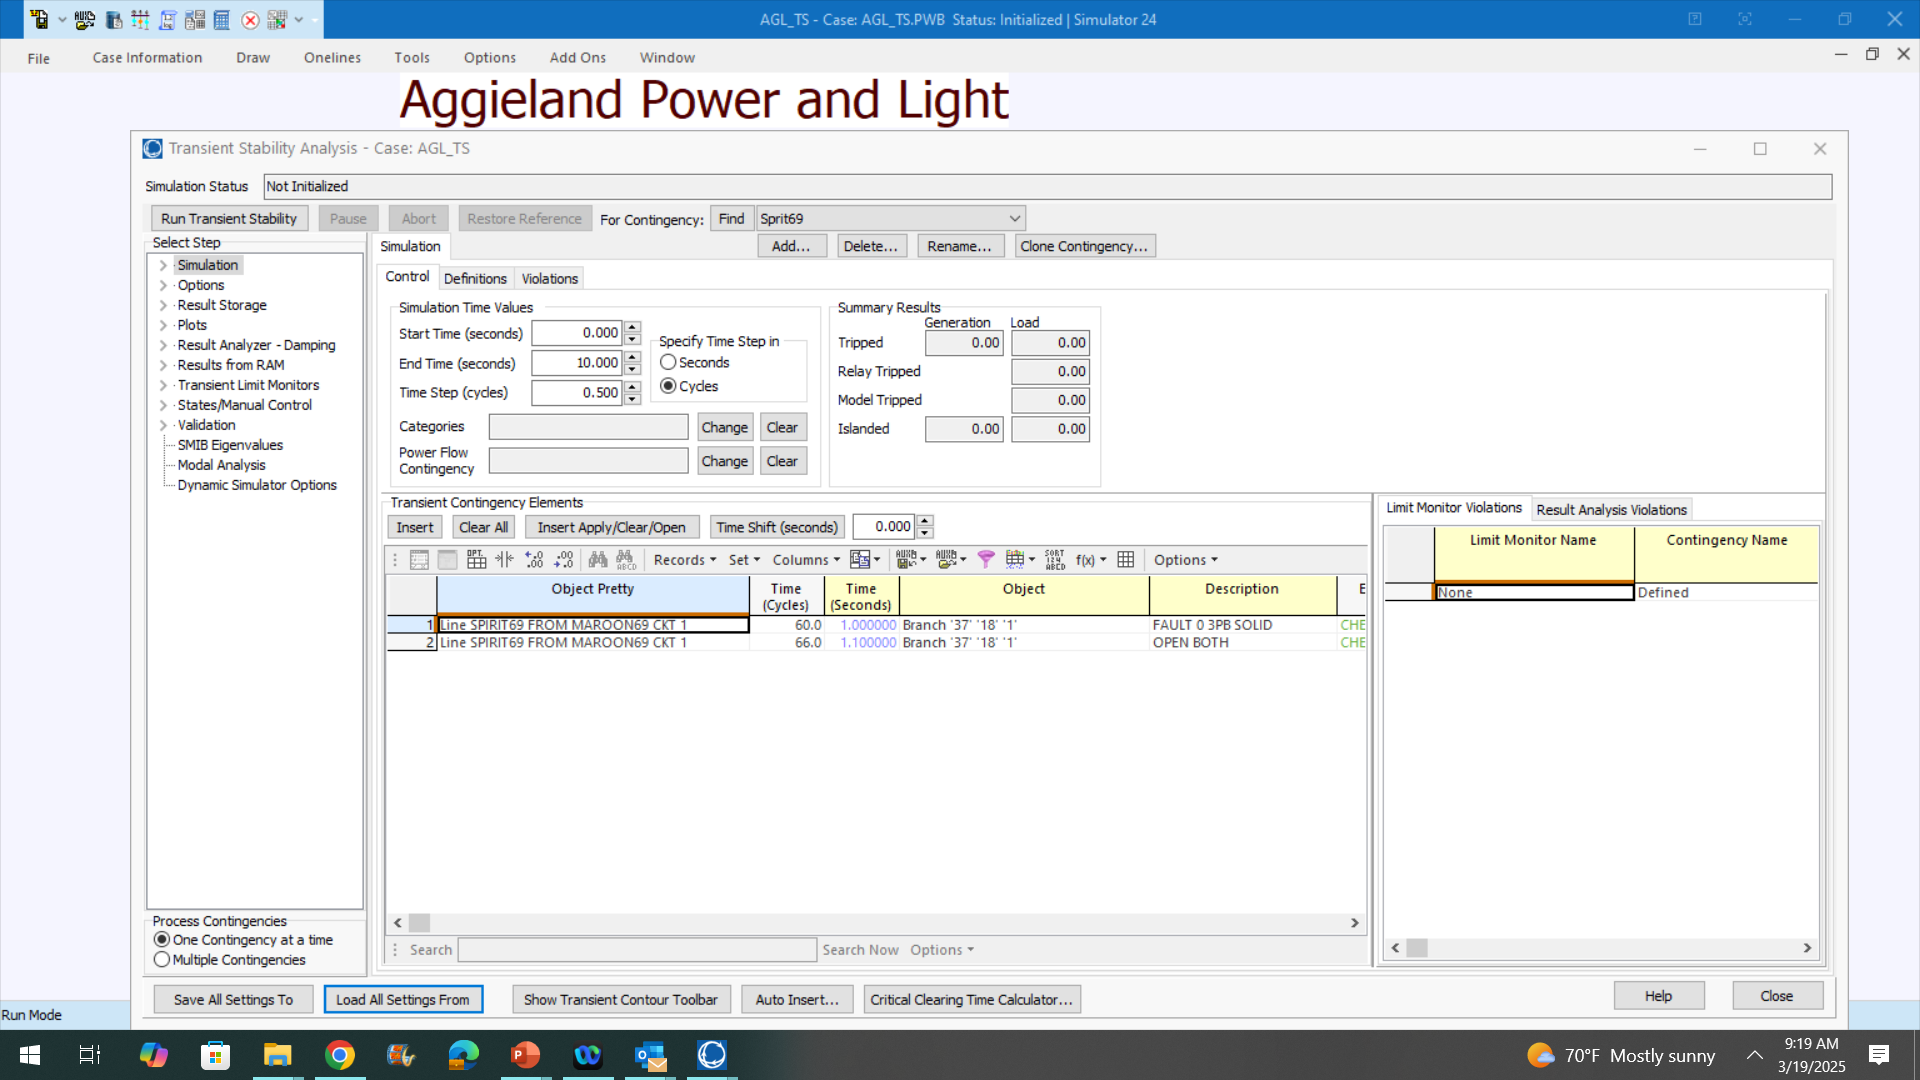 AGL_TS - Case: AGL_TS.PWB Status: Initialized | Simulator 24
File Case Information Draw Onelines Tools Options Add Ons Window
Aggieland Power and Light
Transient Stability Analysis - Case: AGL_TS
Simulation Status Not Initialized
Run Transient Stability Pause Abort Restore Reference For Contingency: Find Sprit69
Add... Delete... Rename... Clone Contingency...
Select Step
Simulation
Options
Result Storage
Plots
Result Analyzer - Damping
Results from RAM
Transient Limit Monitors
States/Manual Control
Validation
SMIB Eigenvalues
Modal Analysis
Dynamic Simulator Options
Process Contingencies
One Contingency at a time
Multiple Contingencies
Simulation
Control Definitions Violations
Simulation Time Values
Start Time (seconds) 0.000
End Time (seconds) 10.000
Time Step (cycles) 0.500
Specify Time Step in
Seconds
Cycles
Categories Change Clear
Power Flow Contingency Change Clear
Summary Results
Generation Load
Tripped 0.00 0.00
Relay Tripped 0.00
Model Tripped 0.00
Islanded 0.00 0.00
Transient Contingency Elements
Insert Clear All Insert Apply/Clear/Open Time Shift (seconds) 0.000
Records Set Columns f(x) Options
Object Pretty Time (Cycles) Time (Seconds) Object Description E
1 Line SPIRIT69 FROM MAROON69 CKT 1 60.0 1.000000 Branch '37' '18' '1' FAULT 0 3PB SOLID CHE
2 Line SPIRIT69 FROM MAROON69 CKT 1 66.0 1.100000 Branch '37' '18' '1' OPEN BOTH CHE
Search Search Now Options
Limit Monitor Violations Result Analysis Violations
Limit Monitor Name Contingency Name
None Defined
Save All Settings To Load All Settings From Show Transient Contour Toolbar Auto Insert... Critical Clearing Time Calculator... Help Close
Run Mode
70°F Mostly sunny
9:19 AM
3/19/2025